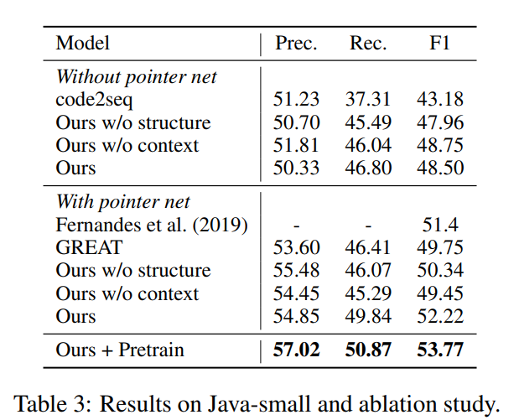 Model Prec. Rec. F1
Without pointer net
code2seq 51.23 37.31 43.18
Ours w/o structure 50.70 45.49 47.96
Ours w/o context 51.81 46.04 48.75
Ours 50.33 46.80 48.50
With pointer net
Fernandes et al. (2019) - - 51.4
GREAT 53.60 46.41 49.75
Ours w/o structure 55.48 46.07 50.34
Ours w/o context 54.45 45.29 49.45
Ours 54.85 49.84 52.22
Ours + Pretrain 57.02 50.87 53.77
Table 3: Results on Java-small and ablation study.